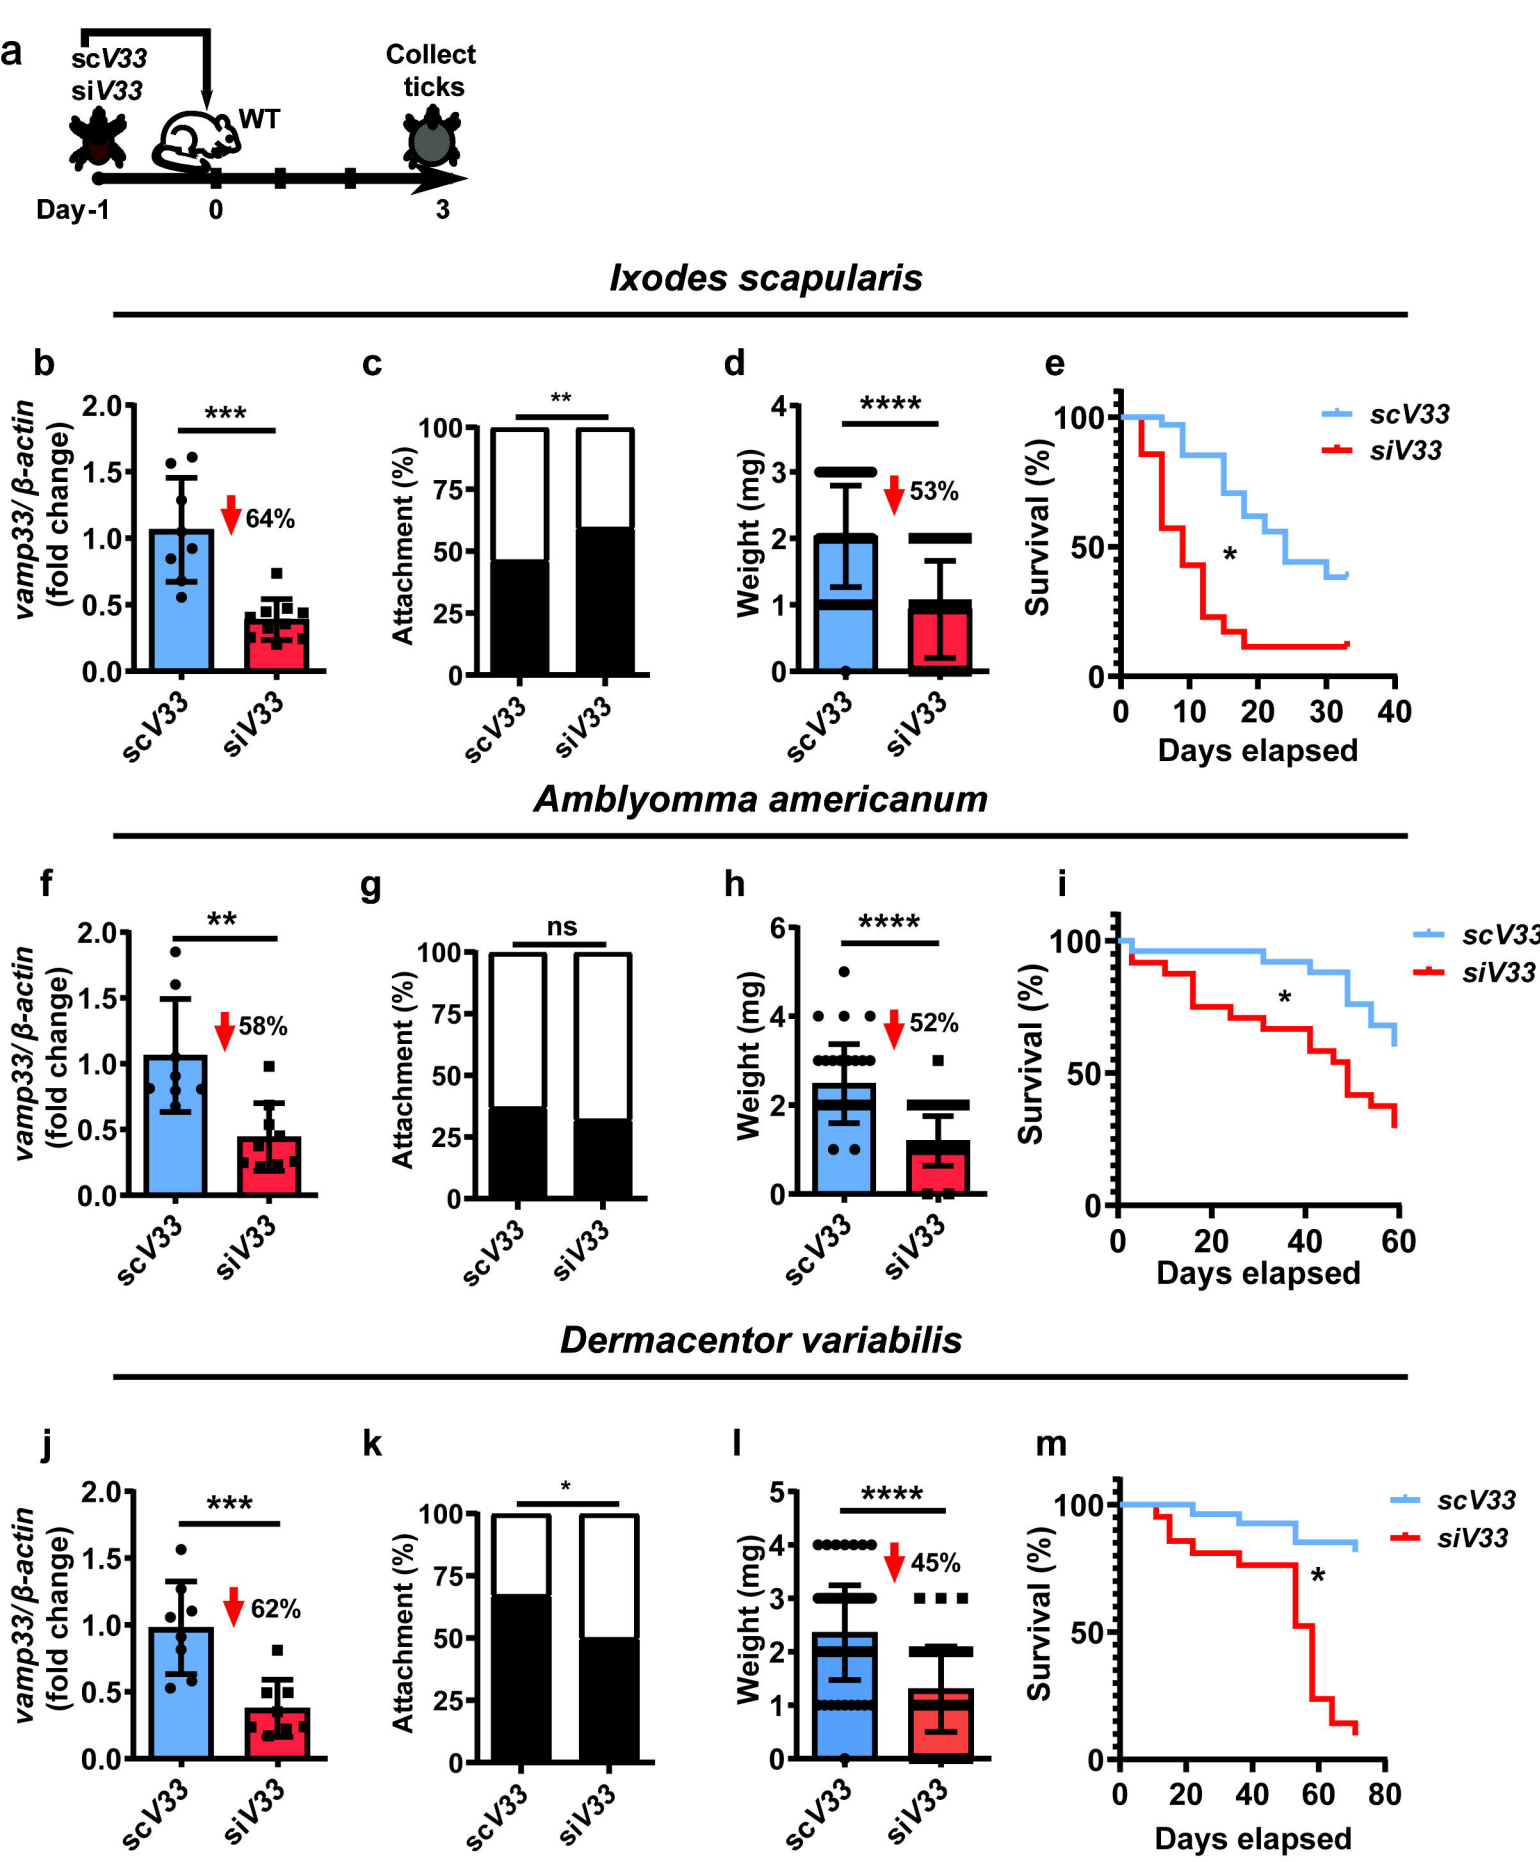 a
scV33
siV33
WT
Collect
ticks
Day-1
0
3
Ixodes scapularis
b
vamp33/β-actin
(fold change)
2.0
1.5
1.0
0.5
0.0
***
64%
scV33
siV33
c
Attachment (%)
100
75
50
25
0
**
scV33
siV33
d
Weight (mg)
4
3
2
1
0
****
53%
scV33
siV33
e
Survival (%)
100
50
0
*
scV33
siV33
0
10
20
30
40
Days elapsed
Amblyomma americanum
f
vamp33/β-actin
(fold change)
2.0
1.5
1.0
0.5
0.0
**
58%
scV33
siV33
g
Attachment (%)
100
75
50
25
0
ns
scV33
siV33
h
Weight (mg)
6
4
2
0
****
52%
scV33
siV33
i
Survival (%)
100
50
0
*
scV33
siV33
0
20
40
60
Days elapsed
Dermacentor variabilis
j
vamp33/β-actin
(fold change)
2.0
1.5
1.0
0.5
0.0
***
62%
scV33
siV33
k
Attachment (%)
100
75
50
25
0
*
scV33
siV33
l
Weight (mg)
5
4
3
2
1
0
****
45%
scV33
siV33
m
Survival (%)
100
50
0
*
scV33
siV33
0
20
40
60
80
Days elapsed